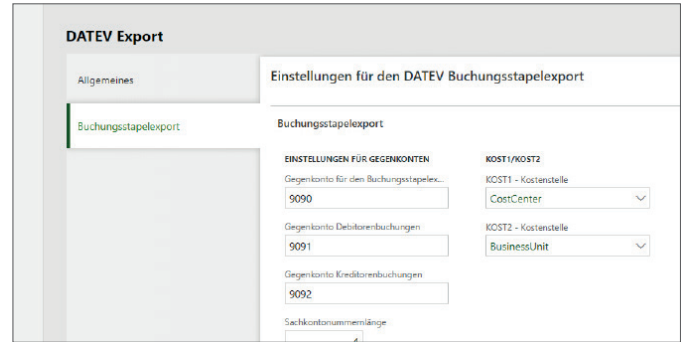 DATEV Export
Allgemeines
Buchungsstapelexport
Einstellungen für den DATEV Buchungsstapelexport
Buchungsstapelexport
EINSTELLUNGEN FÜR GEGENKONTEN
Gegenkonto für den Buchungsstapelex...
9090
Gegenkonto Debitorenbuchungen
9091
Gegenkonto Kreditorenbuchungen
9092
Sachkontonummernlänge
KOST1/KOST2
KOST1 - Kostenstelle
CostCenter
KOST2 - Kostenstelle
BusinessUnit